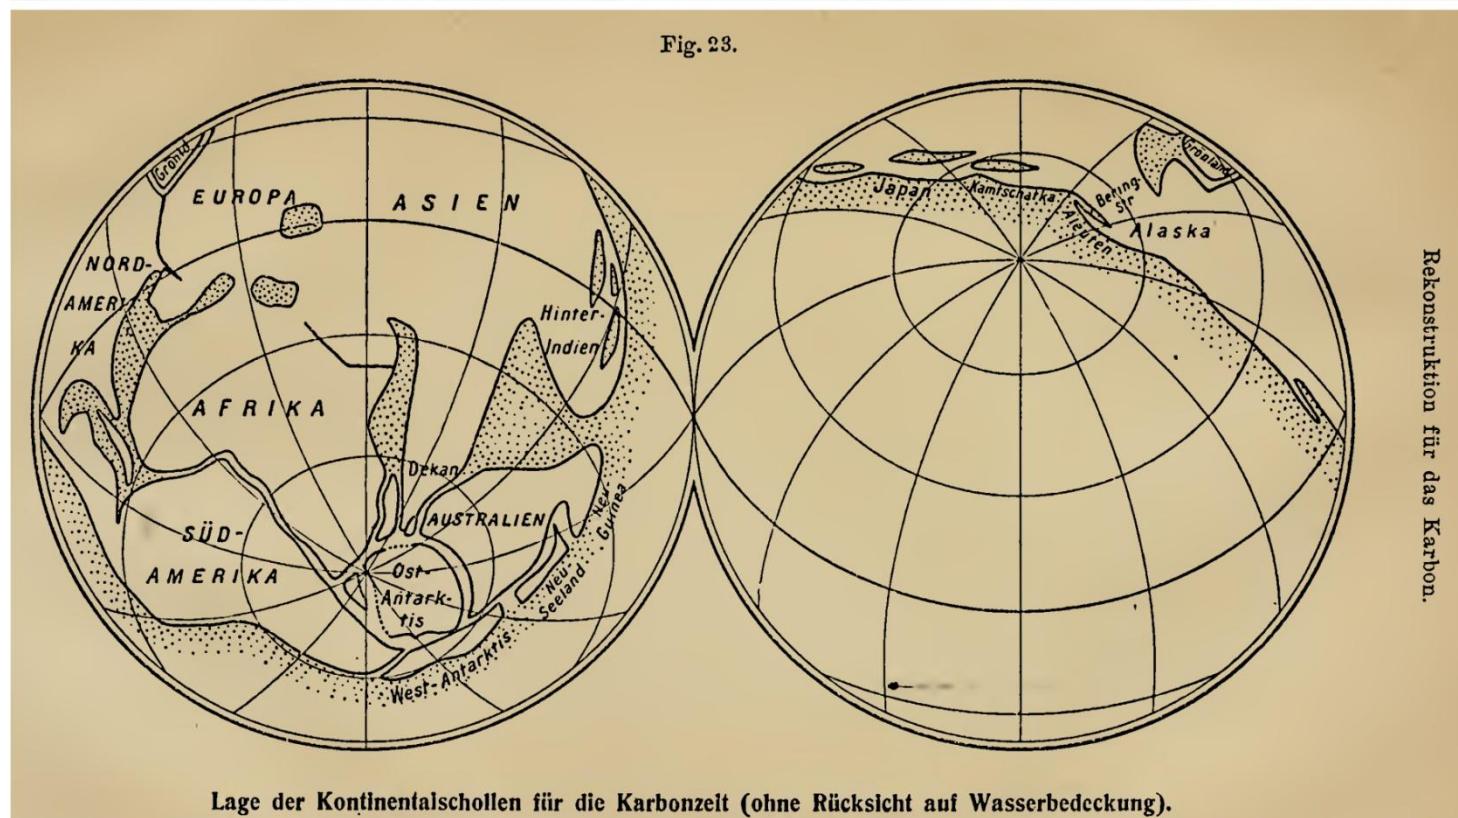 Fig. 23.
Grönld
EUROPA
ASIEN
NORD-
AMERI
KA
Hinter-
Indien
AFRIKA
Dekan
AUSTRALIEN
Neu
Guinea
SÜD-
AMERIKA
Ost-
Antark-
tis
Neu-
Seeland
West-Antarktis
Japan
Kamtschatka
Bering-
Str
Aleuten
Alaska
Grönland
Rekonstruktion für das Karbon.
Lage der Kontinentalschollen für die Karbonzeit (ohne Rücksicht auf Wasserbedeckung).